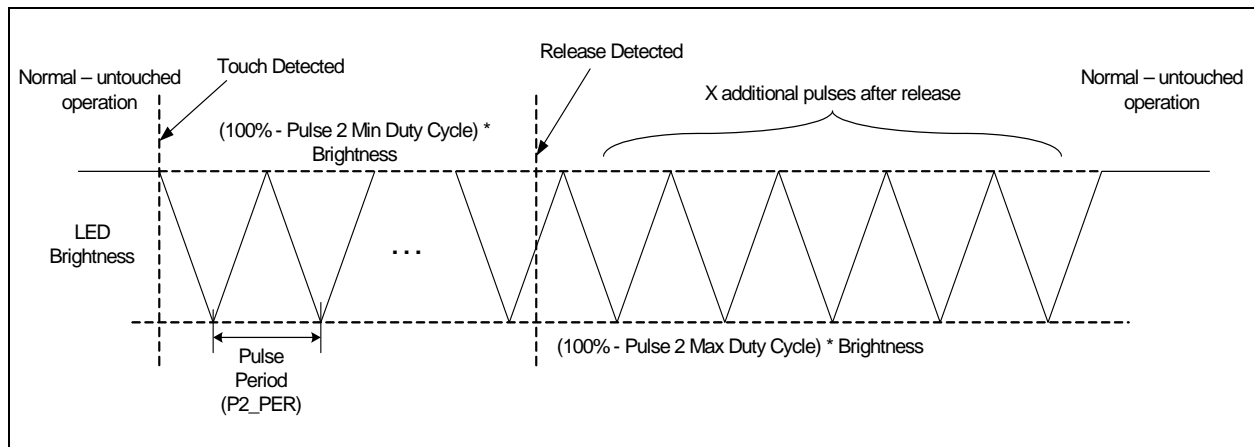 Normal – untouched
operation
Touch Detected
Release Detected
X additional pulses after release
Normal – untouched
operation
(100% - Pulse 2 Min Duty Cycle) *
Brightness
LED
Brightness
. . .
Pulse
Period
(P2_PER)
(100% - Pulse 2 Max Duty Cycle) * Brightness